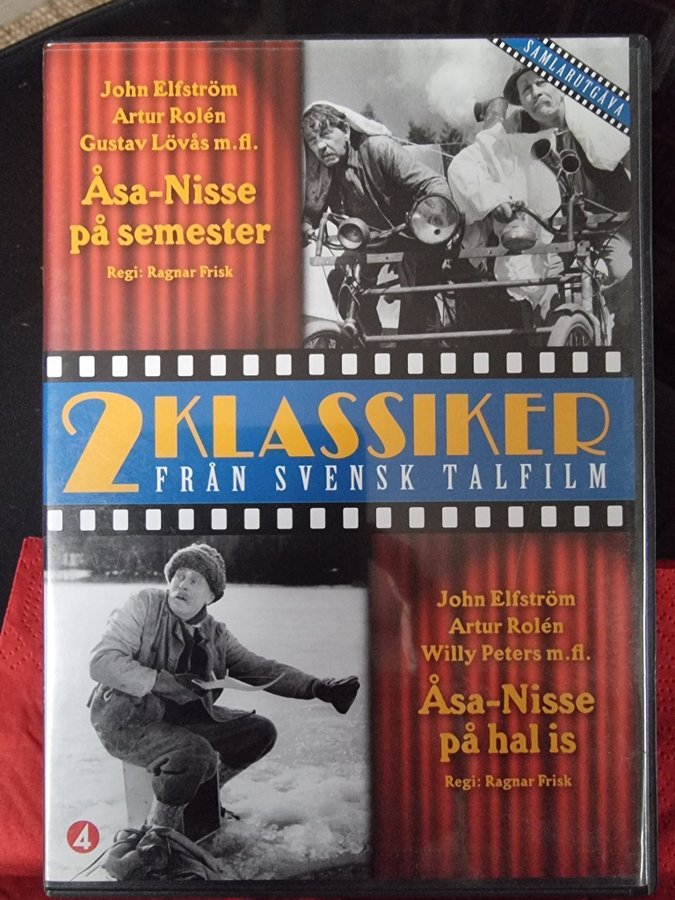 SAMLARUTGÅVA
John Elfström
Artur Rolén
Gustav Lövås m.fl.
Åsa-Nisse
på semester
Regi: Ragnar Frisk
2 KLASSIKER
FRÅN SVENSK TALFILM
John Elfström
Artur Rolén
Willy Peters m.fl.
Åsa-Nisse
på hal is
Regi: Ragnar Frisk
4